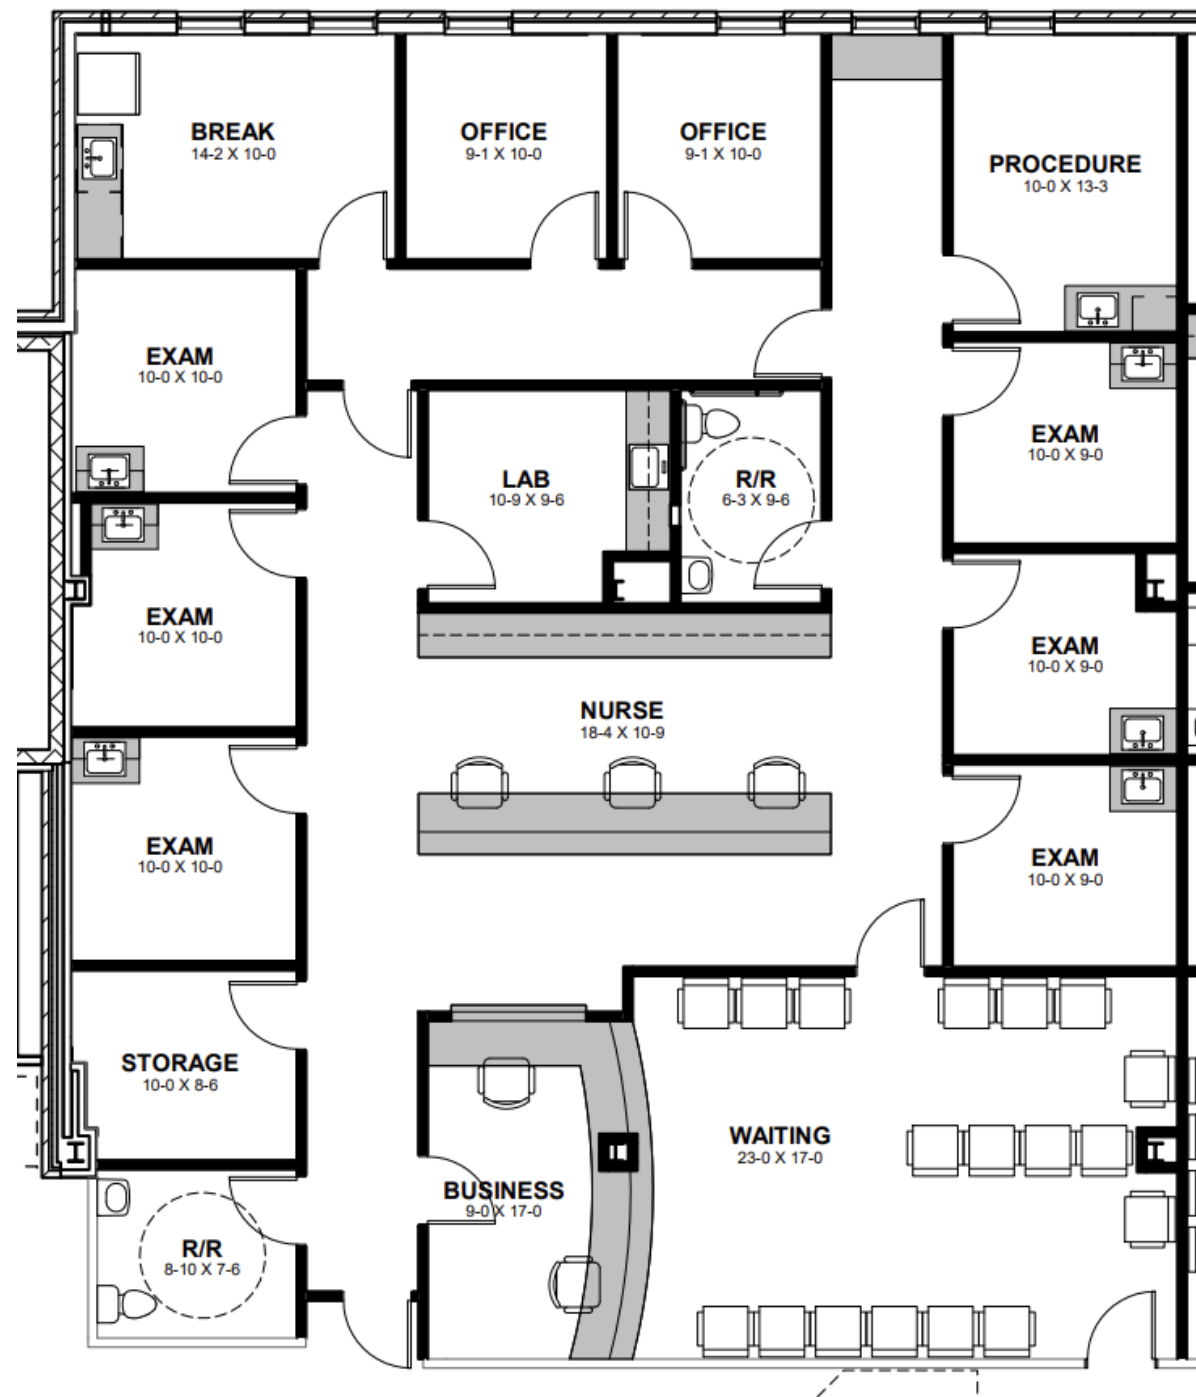 BREAK
14-2 X 10-0
OFFICE
9-1 X 10-0
OFFICE
9-1 X 10-0
PROCEDURE
10-0 X 13-3
EXAM
10-0 X 10-0
EXAM
10-0 X 9-0
LAB
10-9 X 9-6
R/R
6-3 X 9-6
EXAM
10-0 X 10-0
EXAM
10-0 X 9-0
NURSE
18-4 X 10-9
EXAM
10-0 X 10-0
EXAM
10-0 X 9-0
STORAGE
10-0 X 8-6
WAITING
23-0 X 17-0
BUSINESS
9-0 X 17-0
R/R
8-10 X 7-6